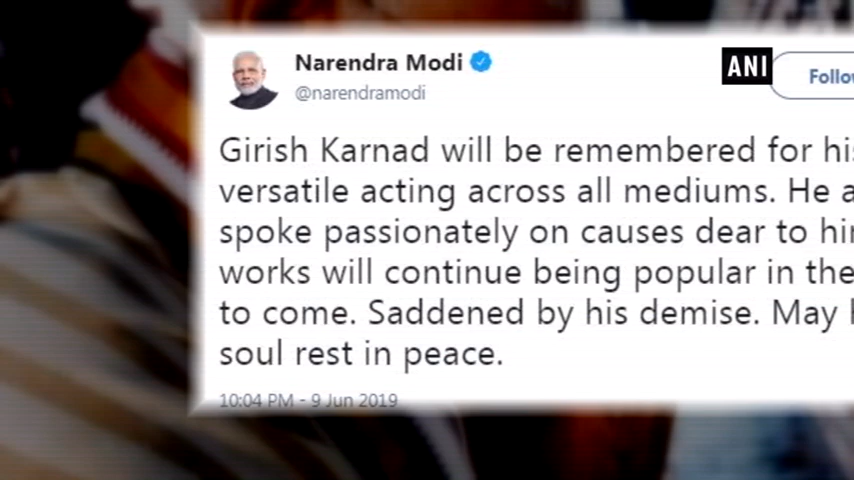 Narendra Modi
@narendramodi
ANI
Follo
Girish Karnad will be remembered for his
versatile acting across all mediums. He a
spoke passionately on causes dear to hi
works will continue being popular in the
to come. Saddened by his demise. May h
soul rest in peace.
10:04 PM - 9 Jun 2019